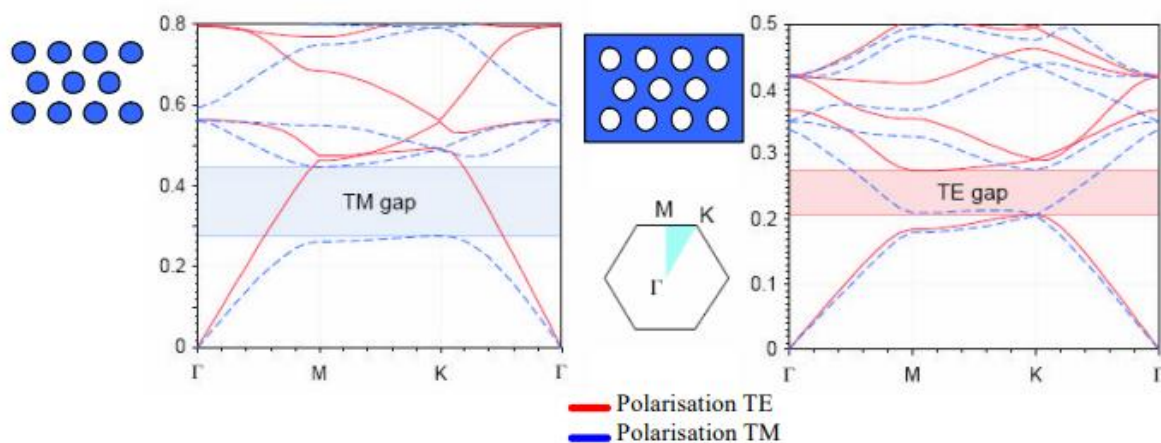 0.8
0.6
0.4
0.2
0
TM gap
Γ
M
K
Γ
M
K
Γ
0.5
0.4
0.3
0.2
0.1
0
TE gap
Γ
M
K
Γ
Polarisation TE
Polarisation TM